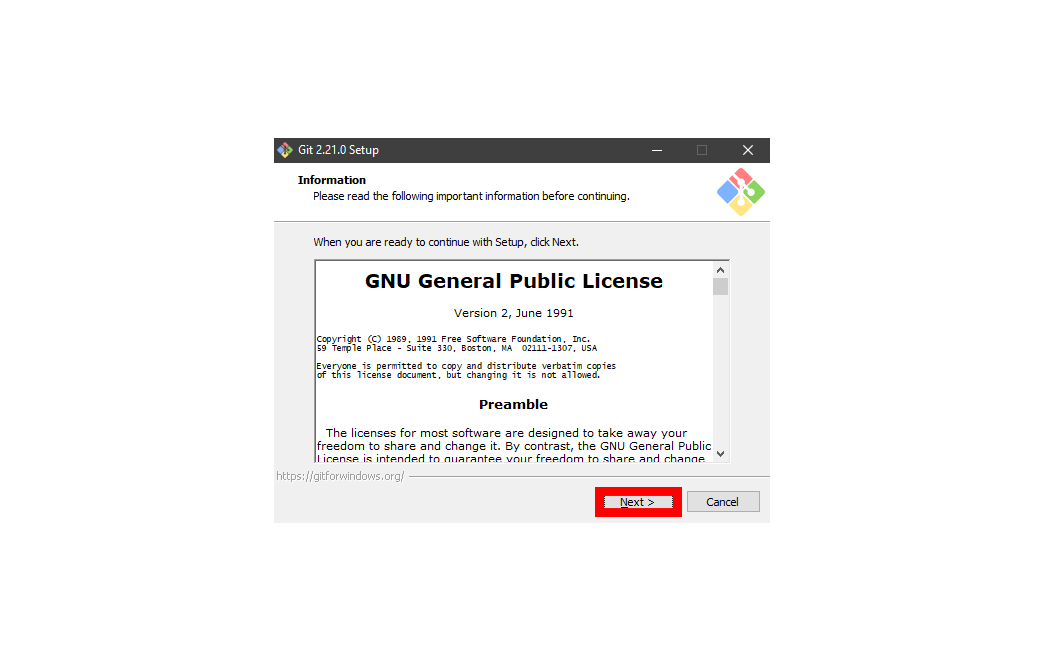 Git 2.21.0 Setup
Information
Please read the following important information before continuing.
When you are ready to continue with Setup, click Next.
GNU General Public License
Version 2, June 1991
Copyright (C) 1989, 1991 Free Software Foundation, Inc.
59 Temple Place - Suite 330, Boston, MA  02111-1307, USA
Everyone is permitted to copy and distribute verbatim copies
of this license document, but changing it is not allowed.
Preamble
The licenses for most software are designed to take away your
freedom to share and change it. By contrast, the GNU General Public
License is intended to guarantee your freedom to share and change
https://gitforwindows.org/
Next >
Cancel